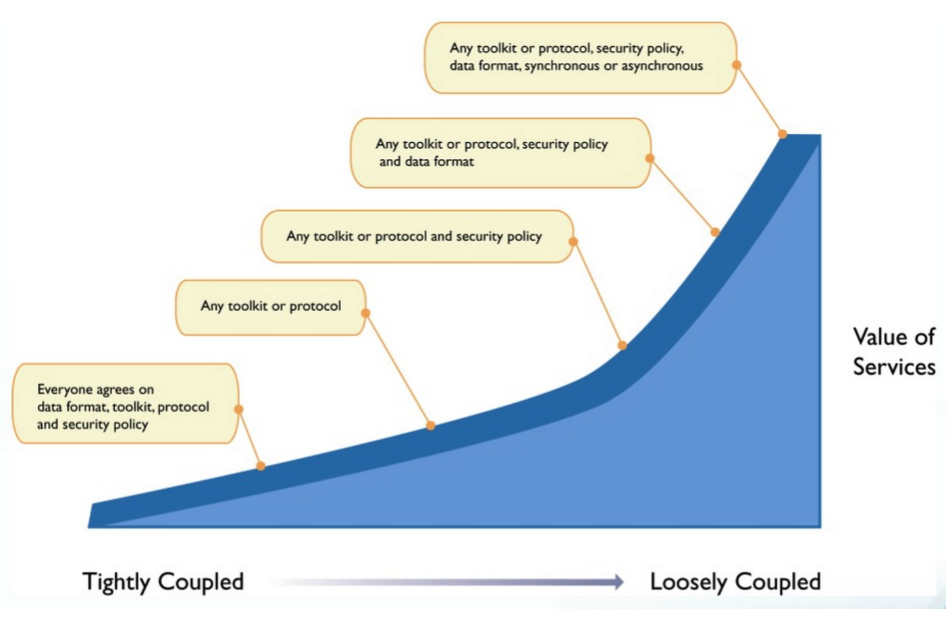 Any toolkit or protocol, security policy,
data format, synchronous or asynchronous
Any toolkit or protocol, security policy
and data format
Any toolkit or protocol and security policy
Any toolkit or protocol
Everyone agrees on
data format, toolkit, protocol
and security policy
Value of
Services
Tightly Coupled
Loosely Coupled